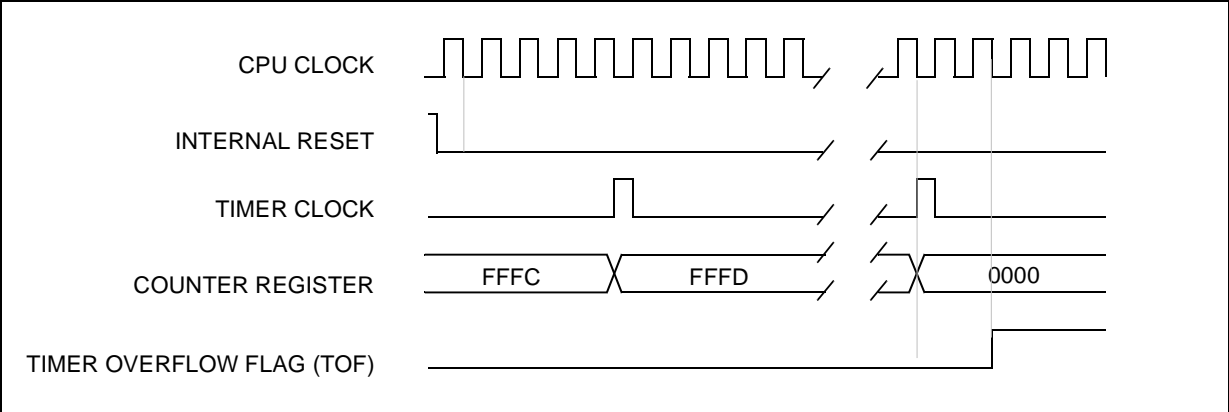 CPU CLOCK
INTERNAL RESET
TIMER CLOCK
COUNTER REGISTER FFFC FFFD 0000
TIMER OVERFLOW FLAG (TOF)